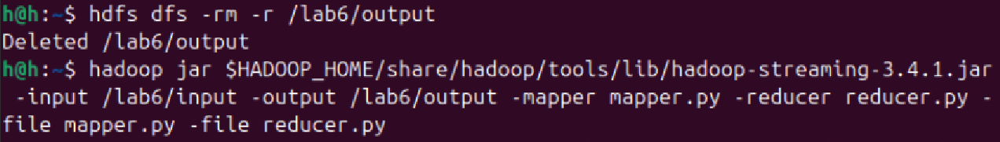 h@h:~$ hdfs dfs -rm -r /lab6/output
Deleted /lab6/output
h@h:~$ hadoop jar $HADOOP_HOME/share/hadoop/tools/lib/hadoop-streaming-3.4.1.jar
 -input /lab6/input -output /lab6/output -mapper mapper.py -reducer reducer.py -
file mapper.py -file reducer.py